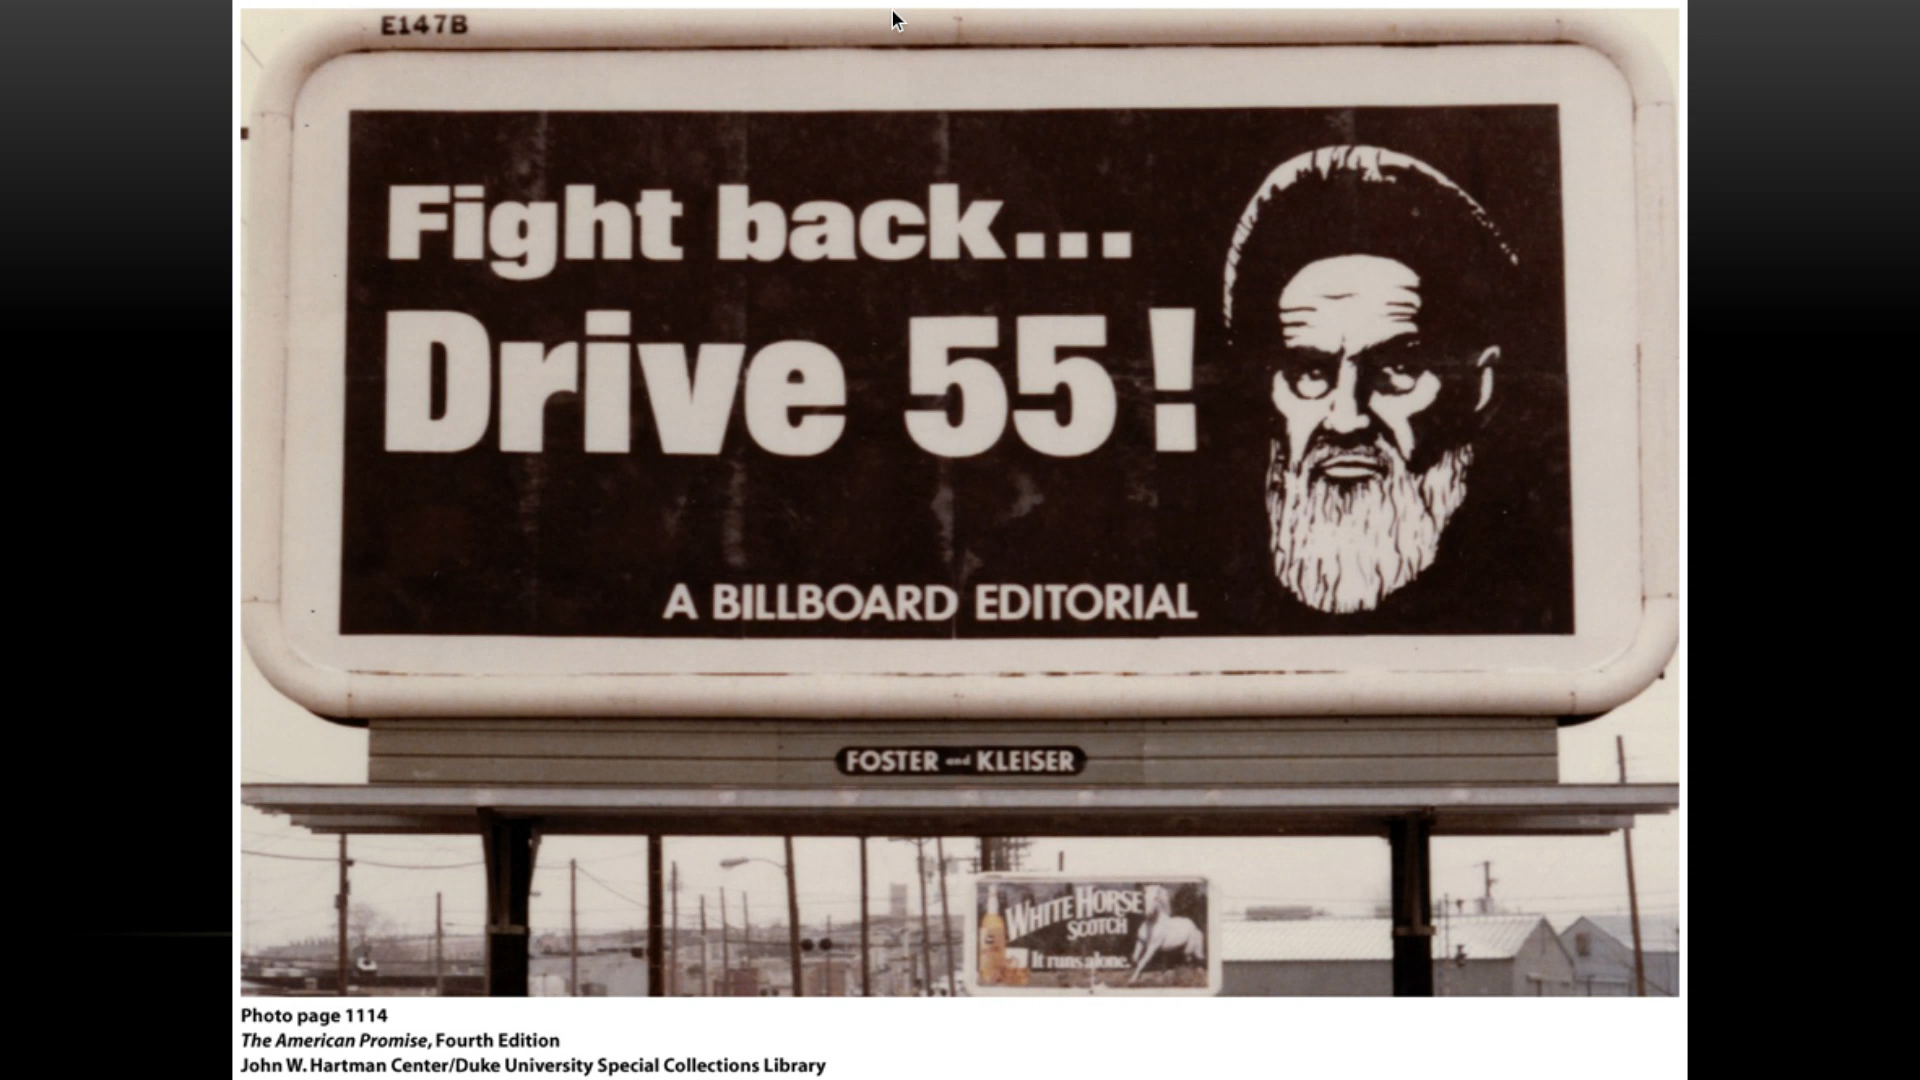 E147B
Fight back...
Drive 55!
A BILLBOARD EDITORIAL
FOSTER and KLEISER
WHITE HORSE
SCOTCH
It runs alone.
Photo page 1114
The American Promise, Fourth Edition
John W. Hartman Center/Duke University Special Collections Library